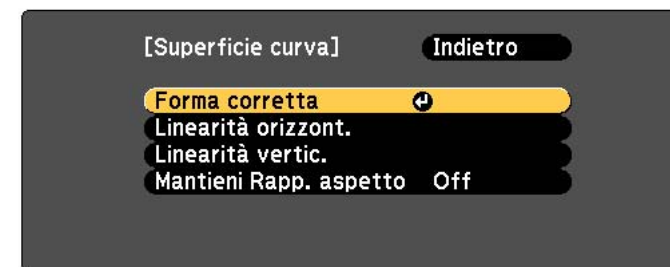 [Superficie curva] Indietro
Forma corretta
Linearità orizzont.
Linearità vertic.
Mantieni Rapp. aspetto Off